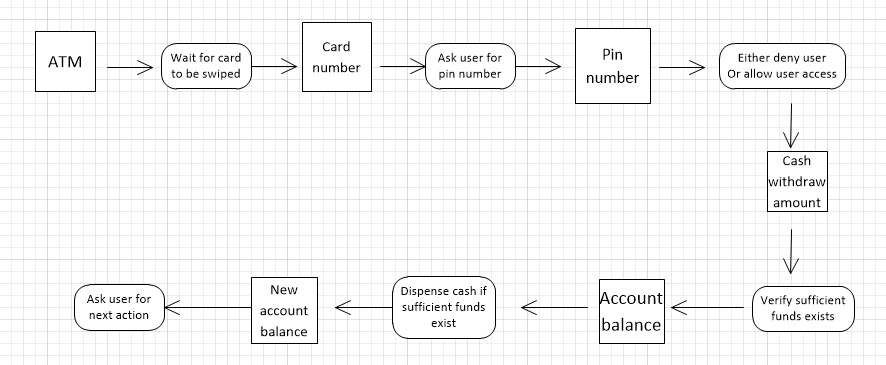 ATM
Wait for card
to be swiped
Card
number
Ask user for
pin number
Pin
number
Either deny user
Or allow user access
Cash
withdraw
amount
Verify sufficient
funds exists
Account
balance
Dispense cash if
sufficient funds
exist
New
account
balance
Ask user for
next action